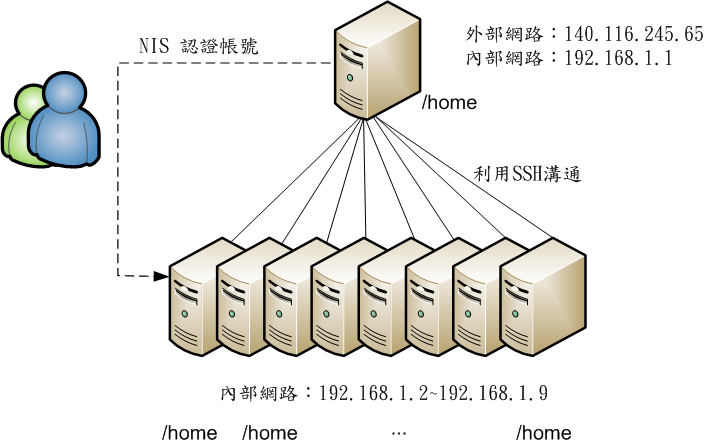 NIS 認證帳號
外部網路：140.116.245.65
內部網路：192.168.1.1
/home
利用SSH溝通
內部網路：192.168.1.2~192.168.1.9
/home /home ... /home